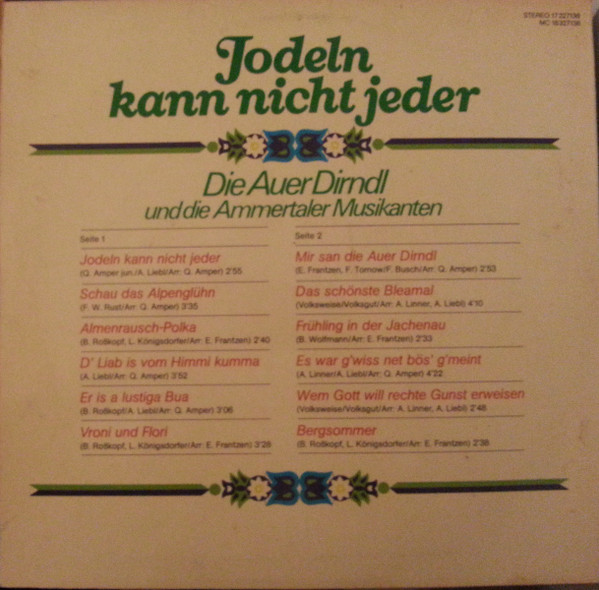 STEREO 17 227138
MC 18 227138
Jodeln
kann nicht jeder
Die Auer Dirndl
und die Ammertaler Musikanten
Seite 1
Jodeln kann nicht jeder
(Q. Amper jun./A. Liebl/Arr: Q. Amper) 2'55
Schau das Alpenglühn
(F. W. Rust/Arr: Q. Amper) 3'35
Almenrausch-Polka
(B. Roßkopf, L. Königsdorfer/Arr: E. Frantzen) 2'40
D' Liab is vom Himmi kumma
(A. Liebl/Arr: Q. Amper) 3'52
Er is a lustiga Bua
(B. Roßkopf/A. Liebl/Arr: Q. Amper) 3'06
Vroni und Flori
(B. Roßkopf, L. Königsdorfer/Arr: E. Frantzen) 3'28
Seite 2
Mir san die Auer Dirndl
(E. Frantzen, F. Tornow/F. Busch/Arr: Q. Amper) 2'53
Das schönste Bleamal
(Volksweise/Volksgut/Arr: A. Linner, A. Liebl) 4'10
Frühling in der Jachenau
(B. Wolfmann/Arr: E. Frantzen) 2'33
Es war g'wiss net bös' g'meint
(A. Linner/A. Liebl/Arr: Q. Amper) 4'22
Wem Gott will rechte Gunst erweisen
(Volksweise/Volksgut/Arr: A. Linner, A. Liebl) 2'48
Bergsommer
(B. Roßkopf, L. Königsdorfer/Arr: E. Frantzen) 2'38